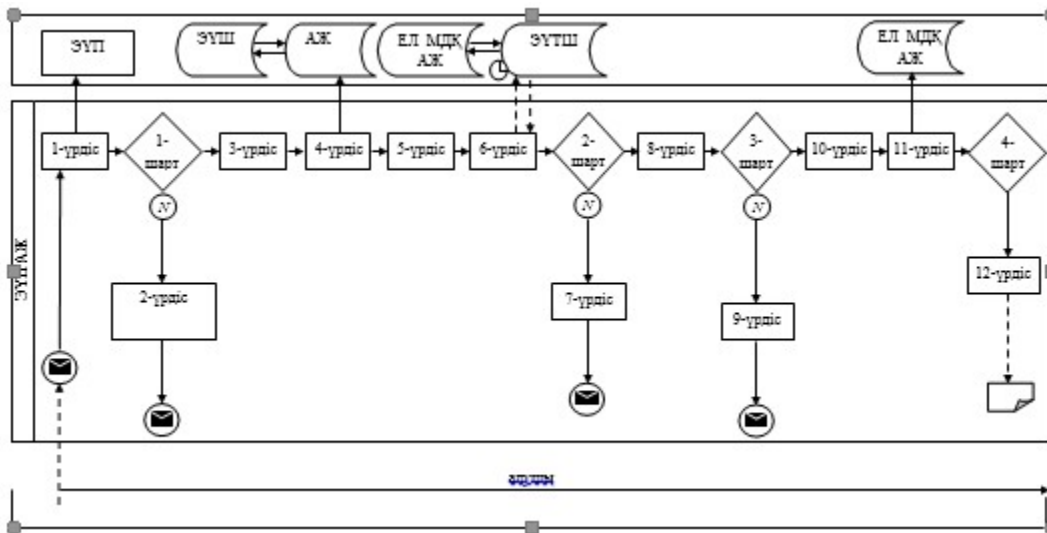 ЭҮП
ЭҮШ
АЖ
ЕЛ МДҚ
АЖ
ЭҮТШ
ЕЛ МДҚ
АЖ
1-үрдіс
1-
шарт
3-үрдіс
4-үрдіс
5-үрдіс
6-үрдіс
2-
шарт
8-үрдіс
3-
шарт
10-үрдіс
11-үрдіс
4-
шарт
N
N
N
2-үрдіс
7-үрдіс
9-үрдіс
12-үрдіс